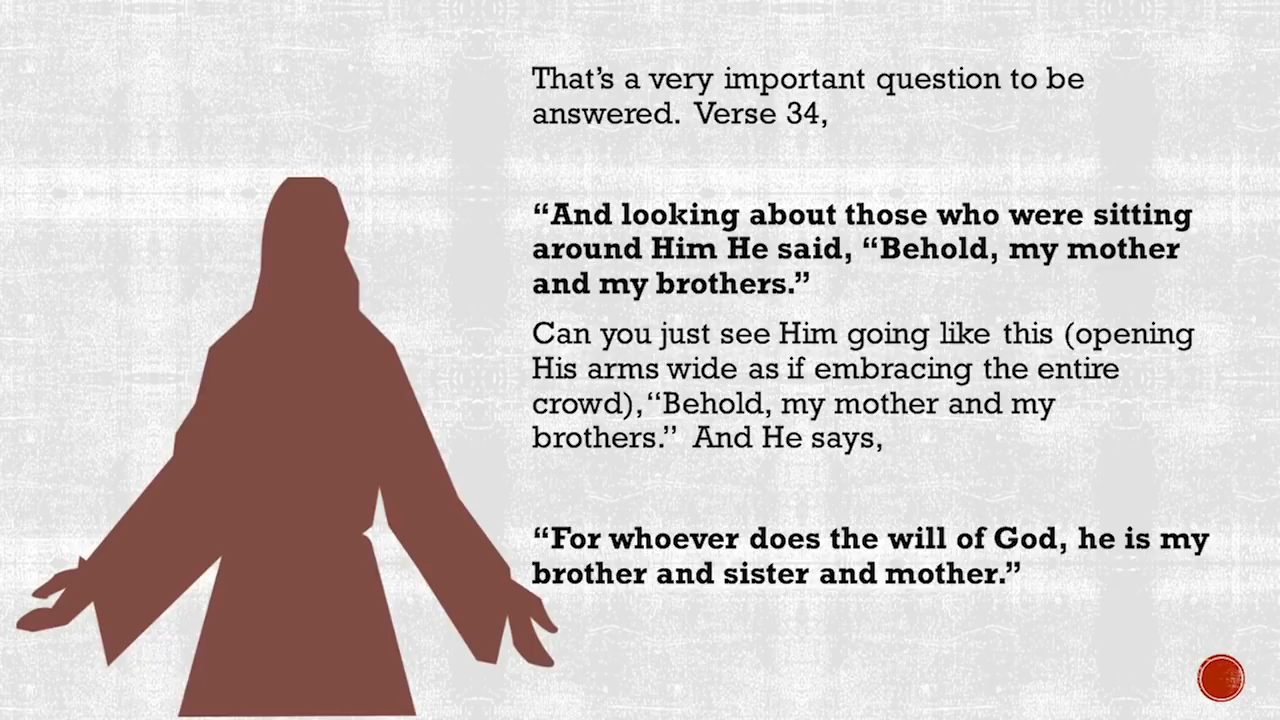 That’s a very important question to be
answered.  Verse 34,
“And looking about those who were sitting
around Him He said, “Behold, my mother
and my brothers.”
Can you just see Him going like this (opening
His arms wide as if embracing the entire
crowd), “Behold, my mother and my
brothers.”  And He says,
“For whoever does the will of God, he is my
brother and sister and mother.”